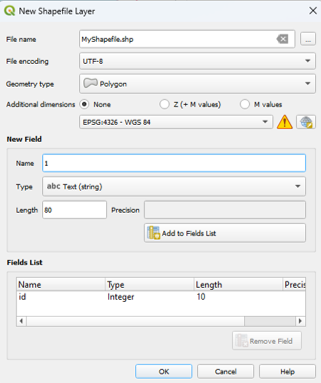 New Shapefile Layer
File name MyShapefile.shp ...
File encoding UTF-8
Geometry type Polygon
Additional dimensions None Z (+ M values) M values
EPSG:4326 - WGS 84
New Field
Name 1
Type abc Text (string)
Length 80 Precision
Add to Fields List
Fields List
Name Type Length Precis
id Integer 10
Remove Field
OK Cancel Help